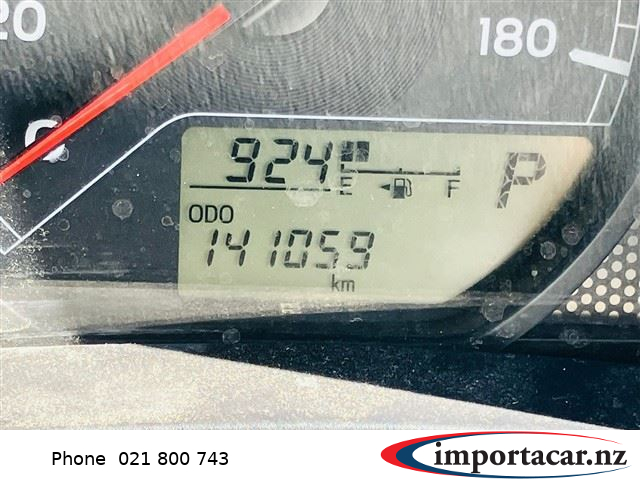 20
180
924
E F P
ODO
141059
km
Phone 021 800 743
importacar.nz